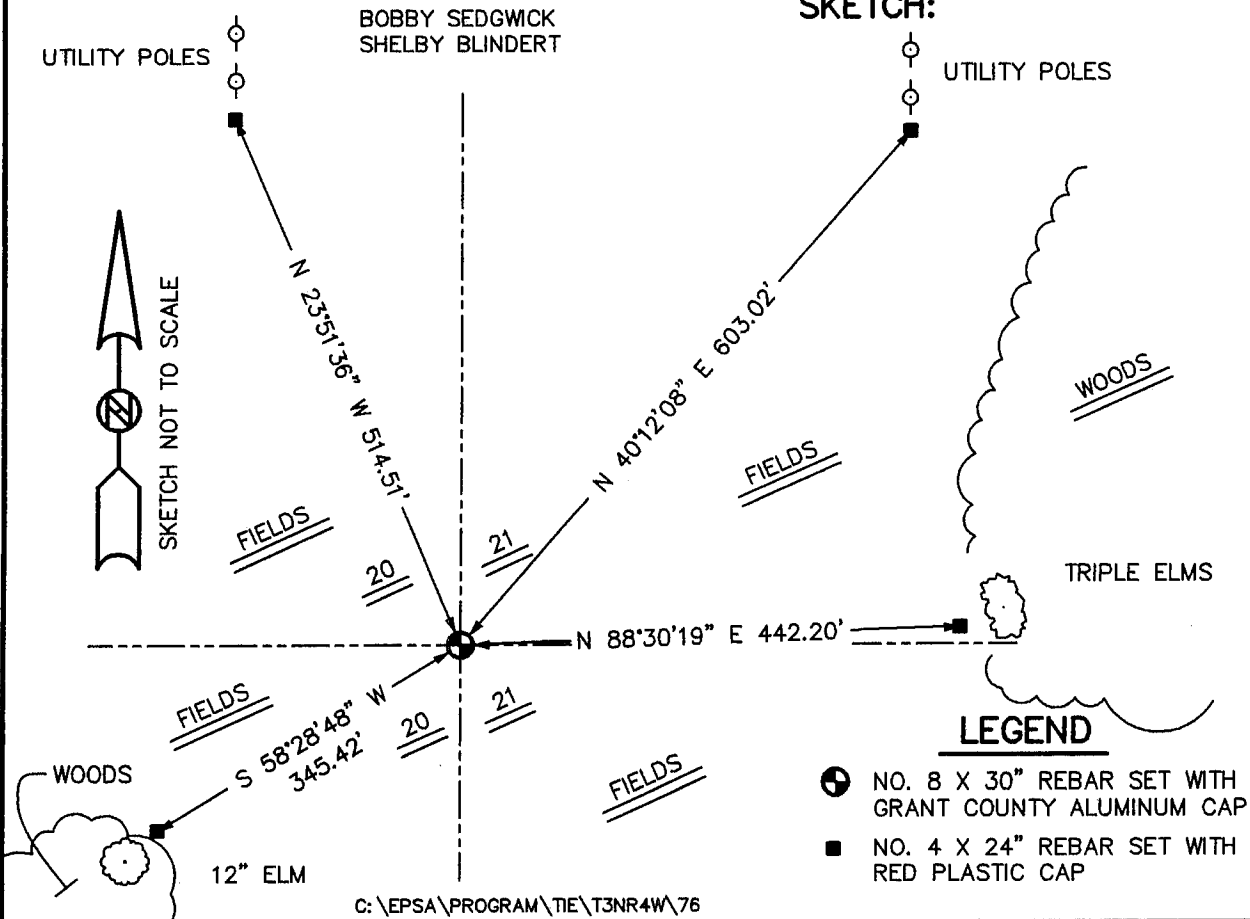 SKETCH:
BOBBY SEDGWICK
SHELBY BLINDERT
UTILITY POLES
UTILITY POLES
N
SKETCH NOT TO SCALE
N 23°51'36" W 514.51'
N 40°12'08" E 603.02'
WOODS
FIELDS
FIELDS
20
21
TRIPLE ELMS
N 88°30'19" E 442.20'
FIELDS
S 58°28'48" W
345.42'
20
21
FIELDS
WOODS
12" ELM
LEGEND
NO. 8 X 30" REBAR SET WITH
GRANT COUNTY ALUMINUM CAP
NO. 4 X 24" REBAR SET WITH
RED PLASTIC CAP
C:\EPSA\PROGRAM\TIE\T3NR4W\76